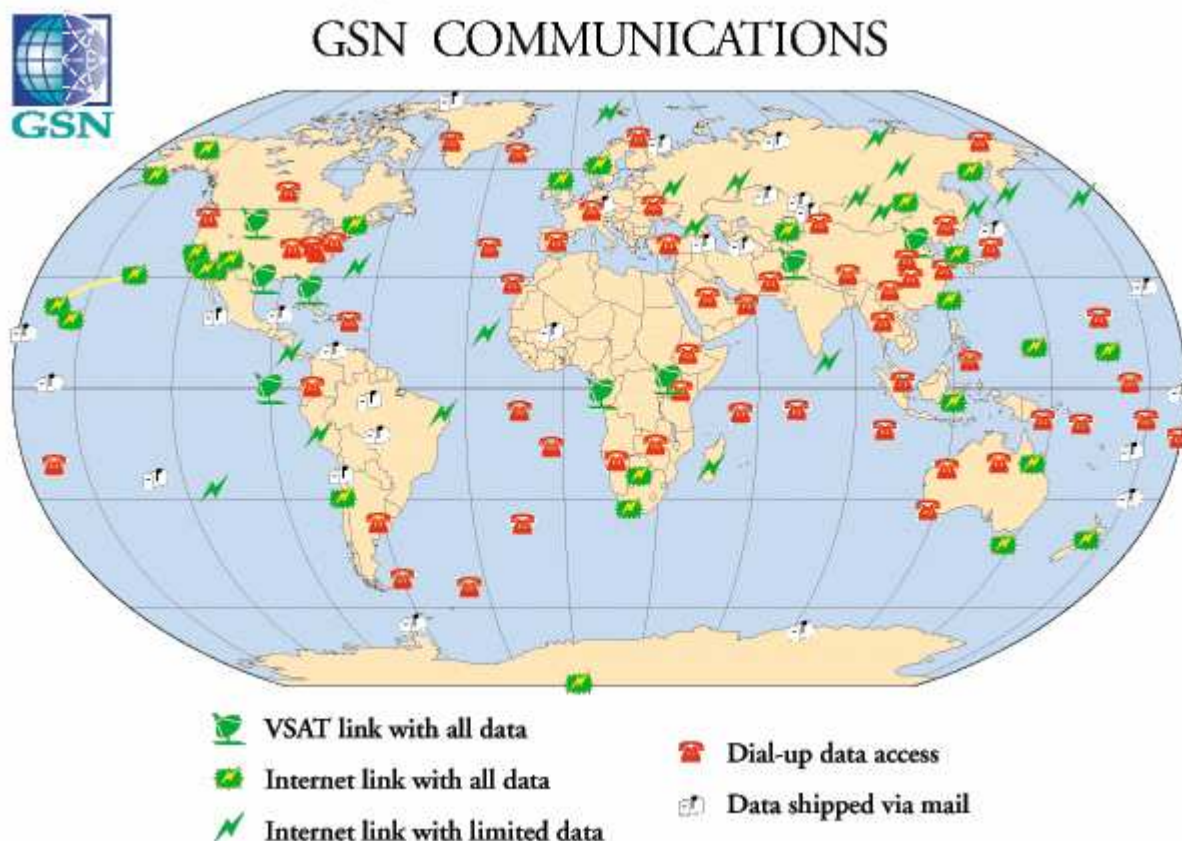 GSN COMMUNICATIONS
GSN
VSAT link with all data
Internet link with all data
Internet link with limited data
Dial-up data access
Data shipped via mail